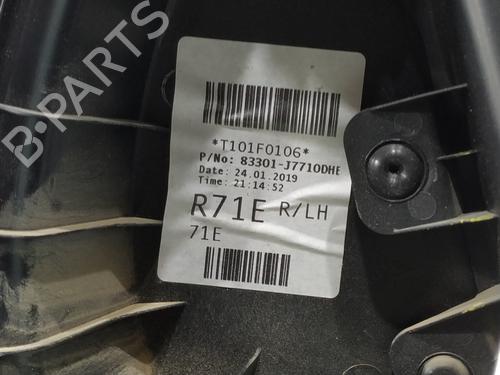 B-PARTS
*T101F0106*
P/No: 83301-J7710DHE
Date: 24.01.2019
Time: 21:14:52
R71E R/LH
71E